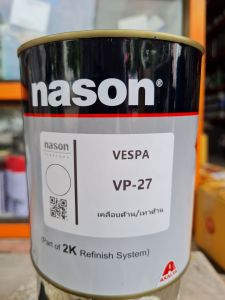 nason®
nason
VESPA
VP-27
เคลือบด้าน/เทาด้าน
(Part of 2K Refinish System)
AXALTA